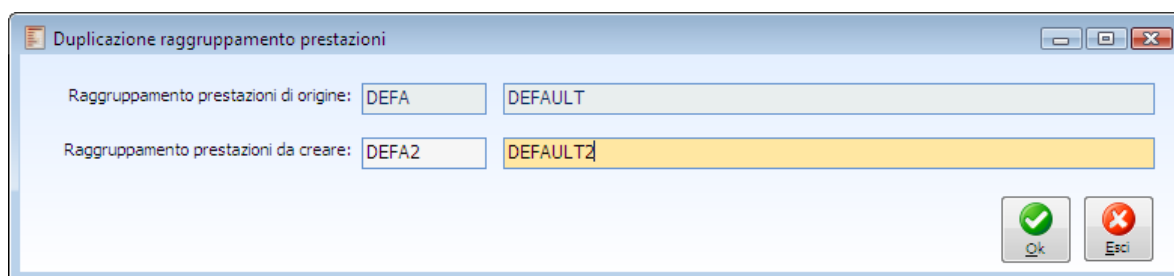 Duplicazione raggruppamento prestazioni
Raggruppamento prestazioni di origine: DEFA DEFAULT
Raggruppamento prestazioni da creare: DEFA2 DEFAULT2
Ok Esci